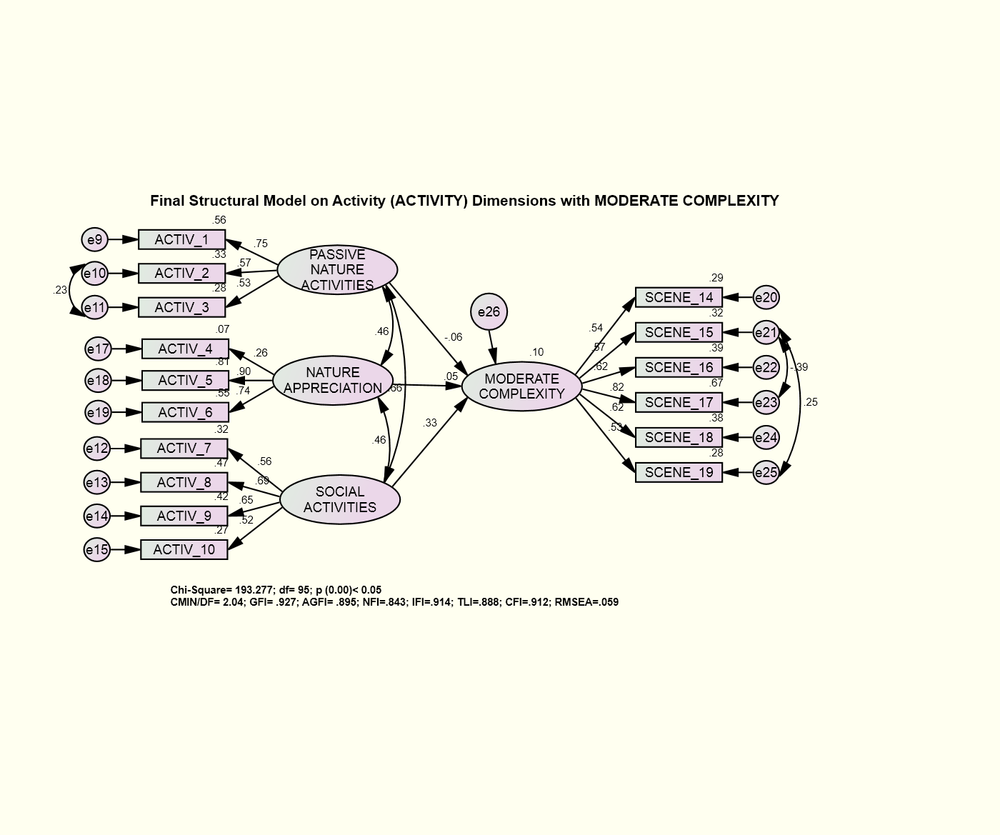 Final Structural Model on Activity (ACTIVITY) Dimensions with MODERATE COMPLEXITY
.56
e9
ACTIV_1
.75
.33
e10
ACTIV_2
.57
.23
.28
e11
ACTIV_3
.53
PASSIVE
NATURE
ACTIVITIES
.07
e17
ACTIV_4
.26
.81
e18
ACTIV_5
.90
.55
e19
ACTIV_6
.74
NATURE
APPRECIATION
.32
e12
ACTIV_7
.56
.47
e13
ACTIV_8
.69
.42
e14
ACTIV_9
.65
.27
e15
ACTIV_10
.52
SOCIAL
ACTIVITIES
.46
.66
.46
-.06
.05
.33
e26
.10
MODERATE
COMPLEXITY
.29
.54
SCENE_14
e20
.32
.57
SCENE_15
e21
.39
.62
SCENE_16
e22
.67
.82
SCENE_17
e23
.38
.62
SCENE_18
e24
.28
.53
SCENE_19
e25
-.39
.25
Chi-Square= 193.277; df= 95; p (0.00)< 0.05
CMIN/DF= 2.04; GFI= .927; AGFI= .895; NFI=.843; IFI=.914; TLI=.888; CFI=.912; RMSEA=.059